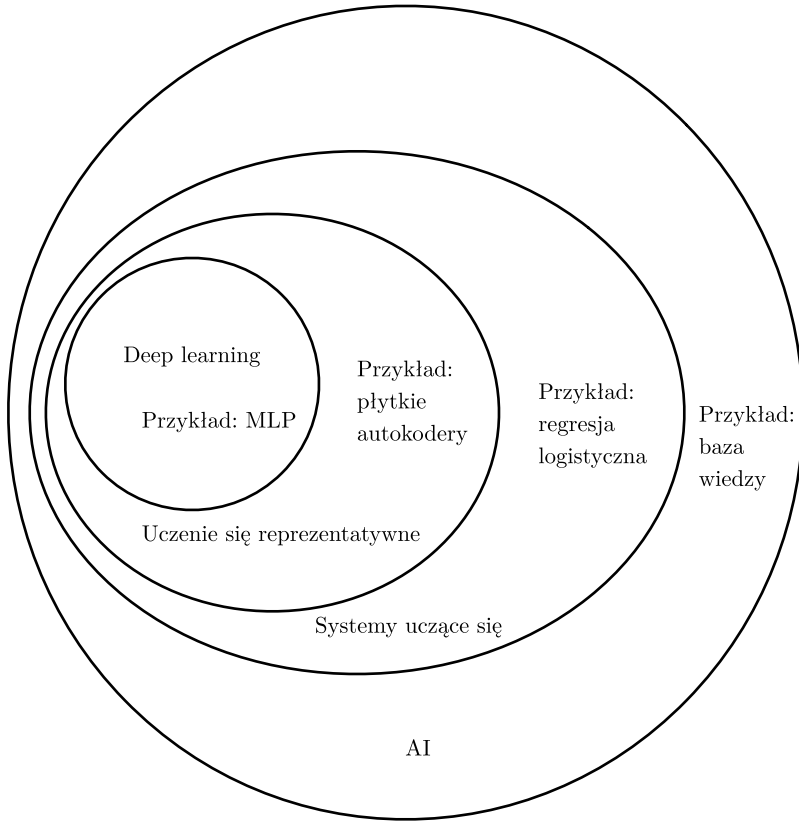 Deep learning
Przykład: MLP
Przykład:
płytkie
autokodery
Przykład:
regresja
logistyczna
Przykład:
baza
wiedzy
Uczenie się reprezentatywne
Systemy uczące się
AI